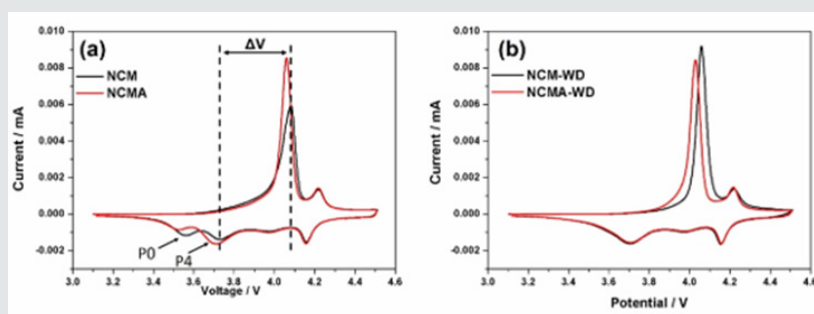 (a)
NCM
NCMA
ΔV
P0
P4
Current / mA
0.010
0.008
0.006
0.004
0.002
0.000
-0.002
3.0 3.2 3.4 3.6 3.8 4.0 4.2 4.4 4.6
Voltage / V
(b)
NCM-WD
NCMA-WD
Current / mA
0.010
0.008
0.006
0.004
0.002
0.000
-0.002
3.0 3.2 3.4 3.6 3.8 4.0 4.2 4.4 4.6
Potential / V